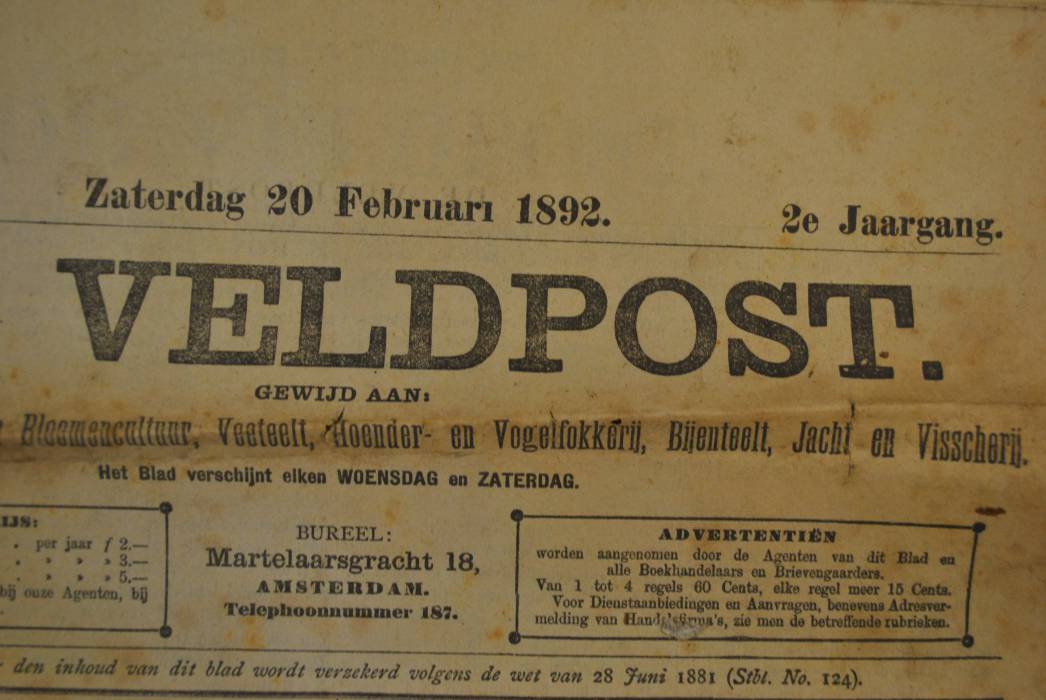 Zaterdag 20 Februari 1892.
2e Jaargang.
VELDPOST.
GEWIJD AAN:
Bloemencultuur, Veeteelt, Hoender- en Vogelfokkerij, Bijenteelt, Jacht en Visscherij.
Het Blad verschijnt elken WOENSDAG en ZATERDAG.
IJS:
. per jaar ƒ 2.—
. » » » 3.—
. » » » 5.—
bij onze Agenten, bij
BUREEL:
Martelaarsgracht 18,
AMSTERDAM.
Telephoonnummer 187.
ADVERTENTIËN
worden aangenomen door de Agenten van dit Blad en
alle Boekhandelaars en Brievengaarders.
Van 1 tot 4 regels 60 Cents, elke regel meer 15 Cents.
Voor Dienstaanbiedingen en Aanvragen, benevens Adresver-
melding van Handelsfirma's, zie men de betreffende rubrieken.
den inhoud van dit blad wordt verzekerd volgens de wet van 28 Juni 1881 (Stbl. No. 124).